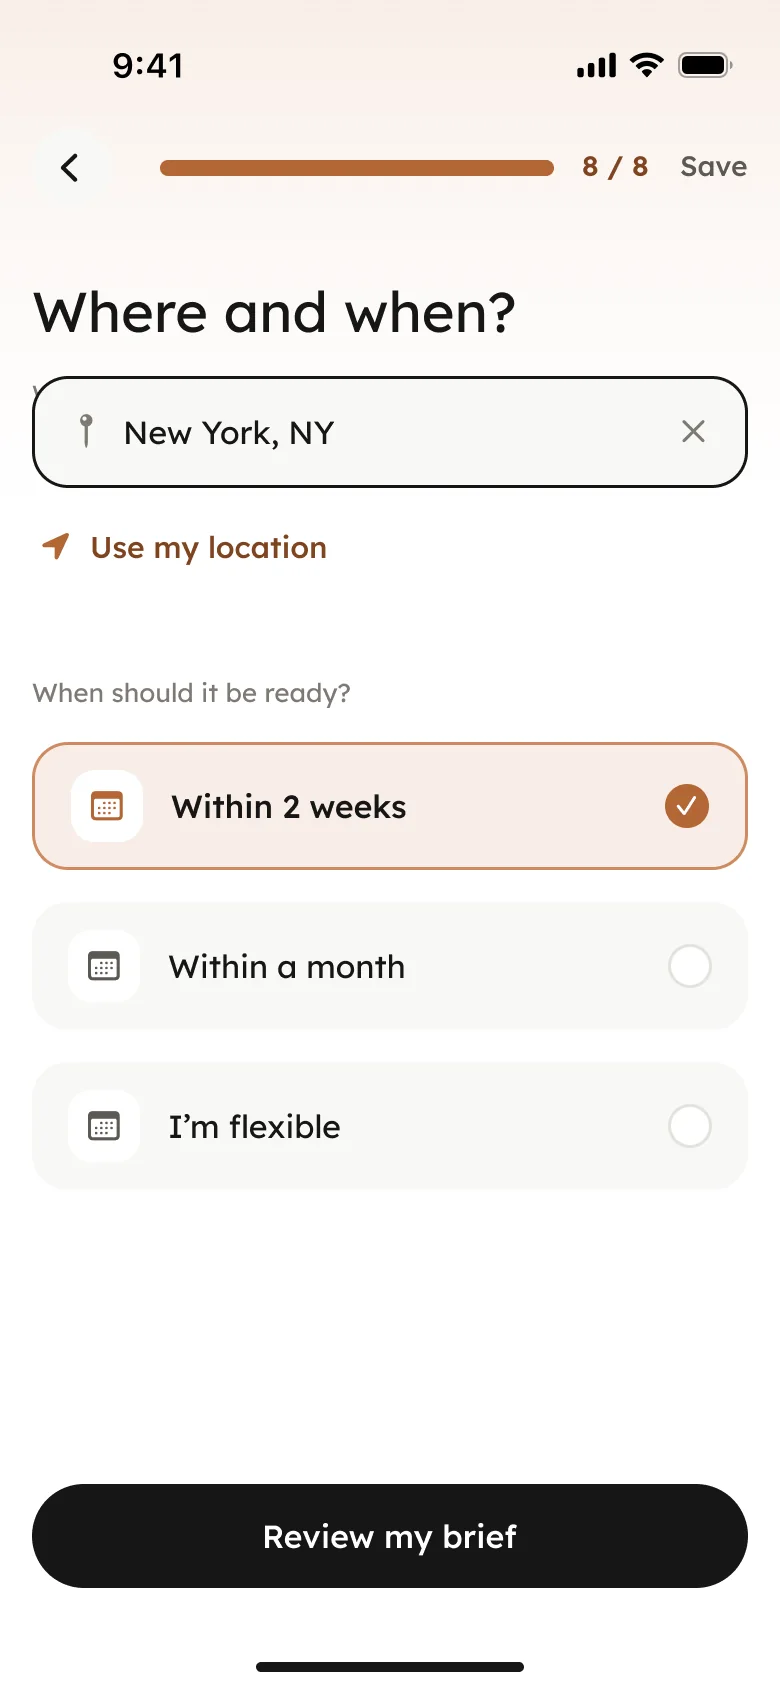 9:41
8 / 8 Save
Where and when?
New York, NY
Use my location
When should it be ready?
Within 2 weeks
Within a month
I’m flexible
Review my brief